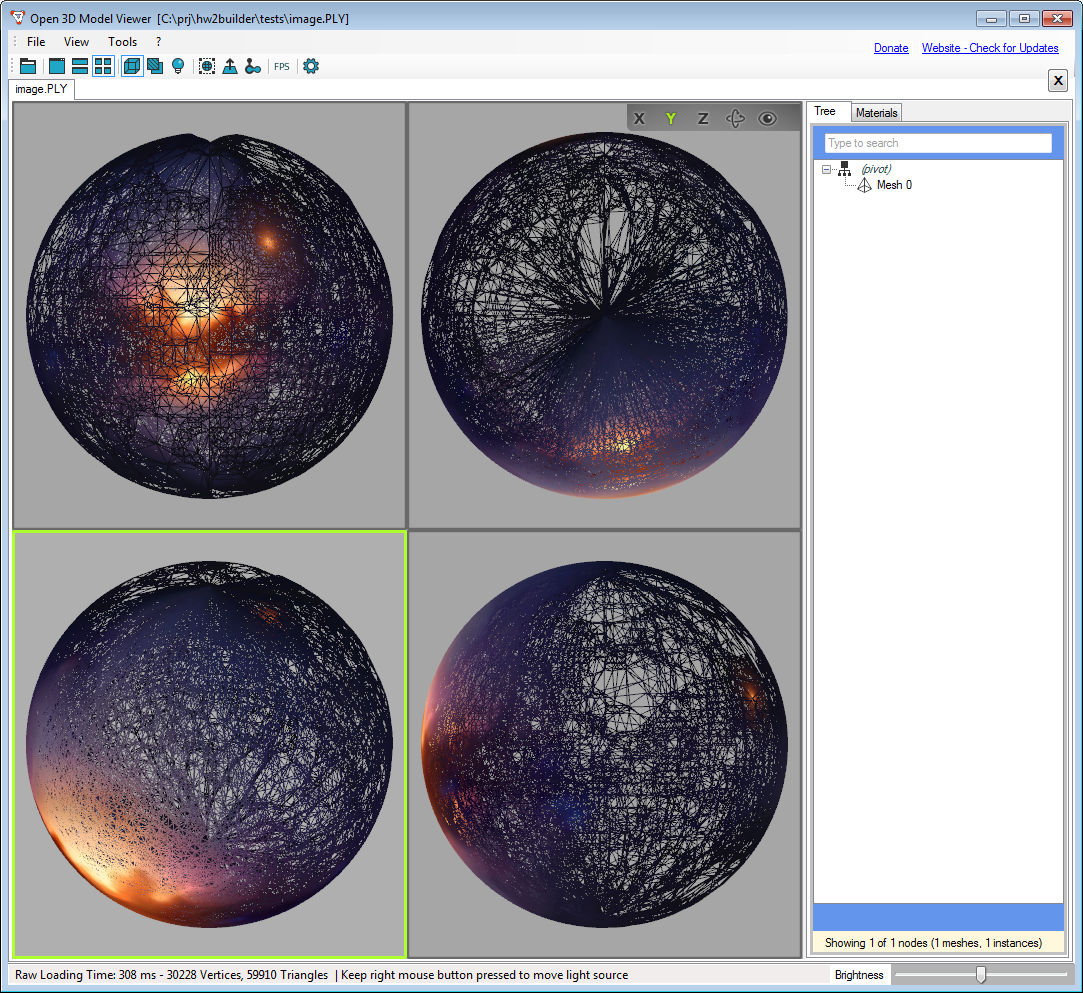 Open 3D Model Viewer [C:\prj\hw2builder\tests\image.PLY]
File View Tools ?
Donate Website - Check for Updates
FPS
image.PLY
X
X Y Z
Tree Materials
Type to search
(pivot)
Mesh 0
Showing 1 of 1 nodes (1 meshes, 1 instances)
Raw Loading Time: 308 ms - 30228 Vertices, 59910 Triangles | Keep right mouse button pressed to move light source
Brightness